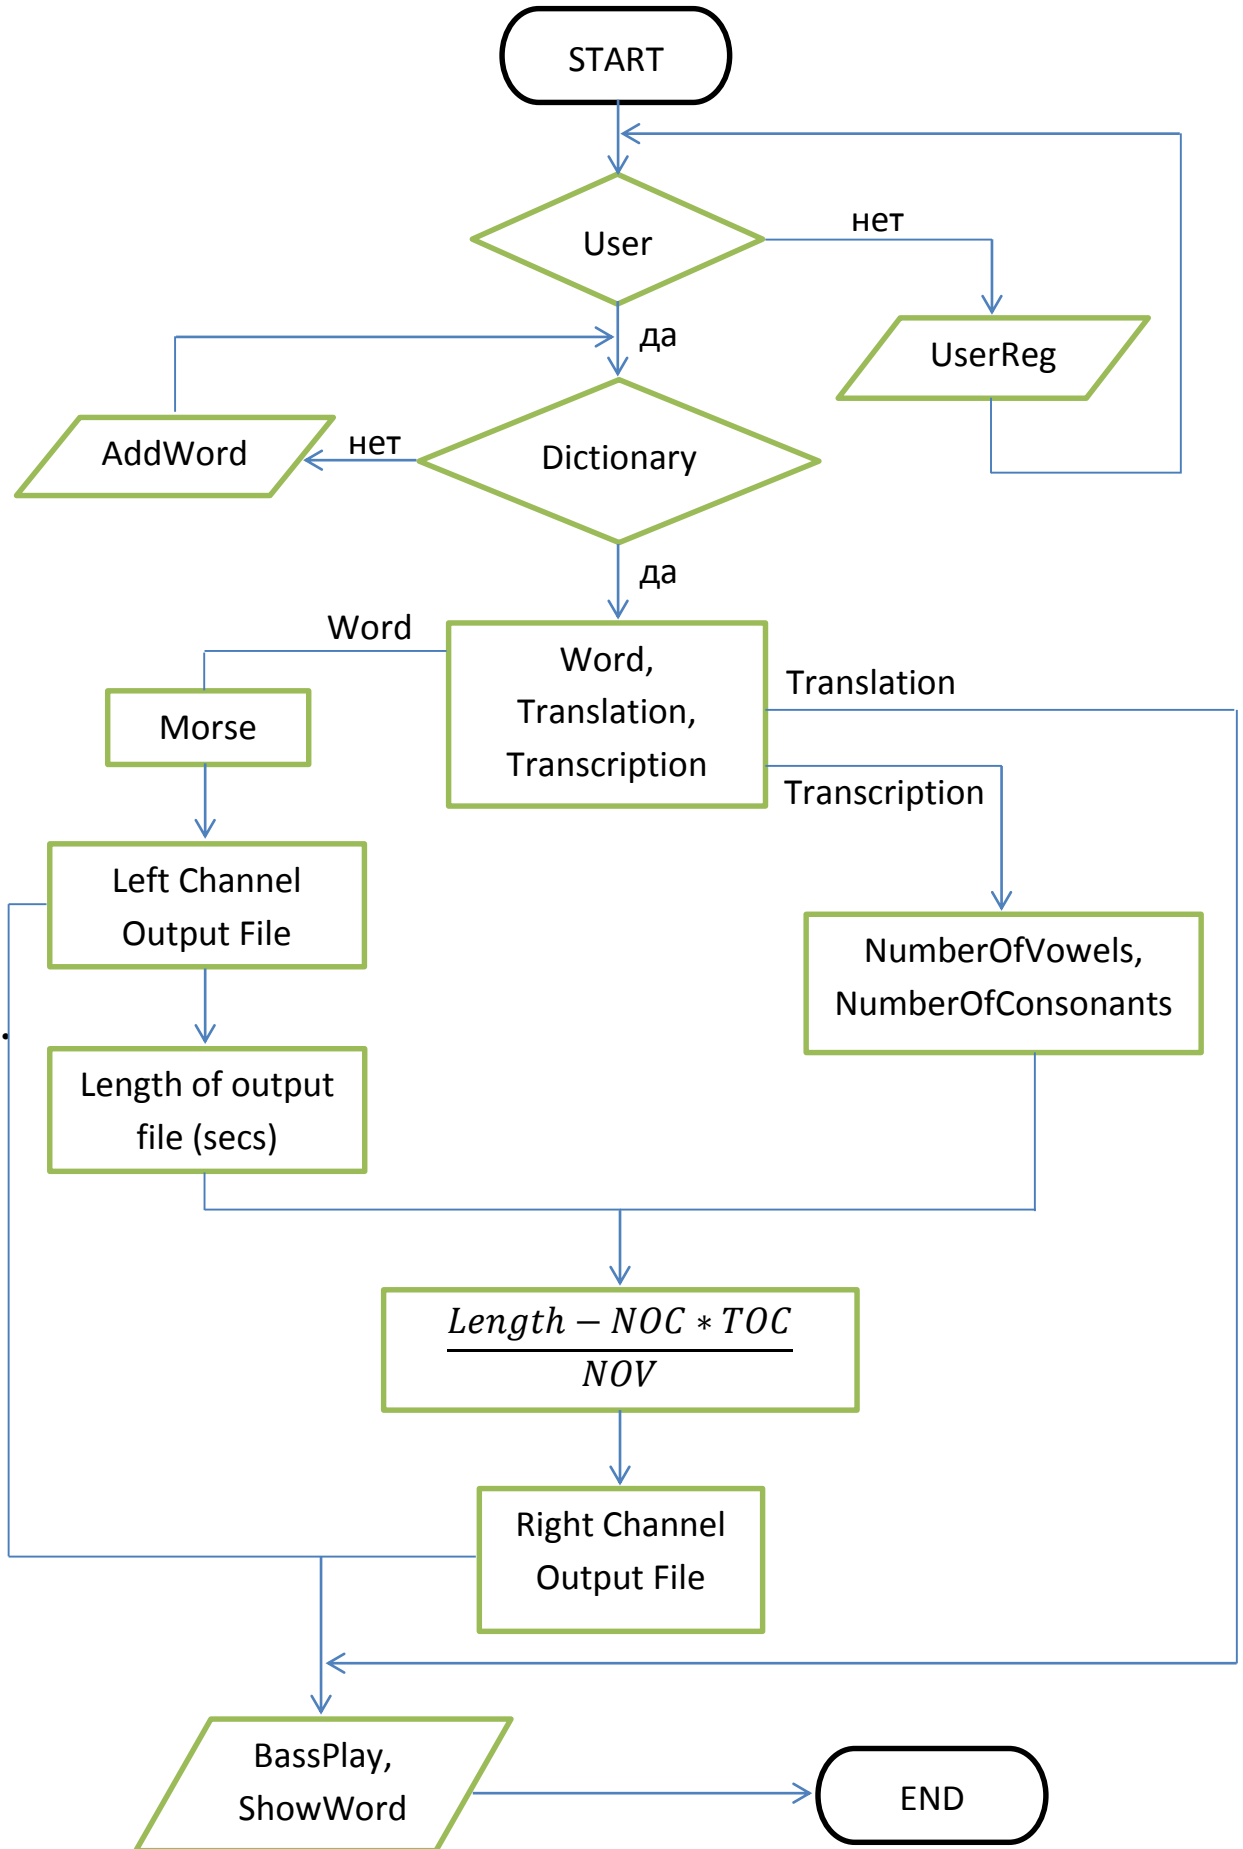 START
User
нет
да
UserReg
AddWord
нет
Dictionary
да
Word
Word,
Translation,
Transcription
Translation
Transcription
Morse
Left Channel
Output File
NumberOfVowels,
NumberOfConsonants
.
Length of output
file (secs)
Length − NOC ∗ TOC
NOV
Right Channel
Output File
BassPlay,
ShowWord
END